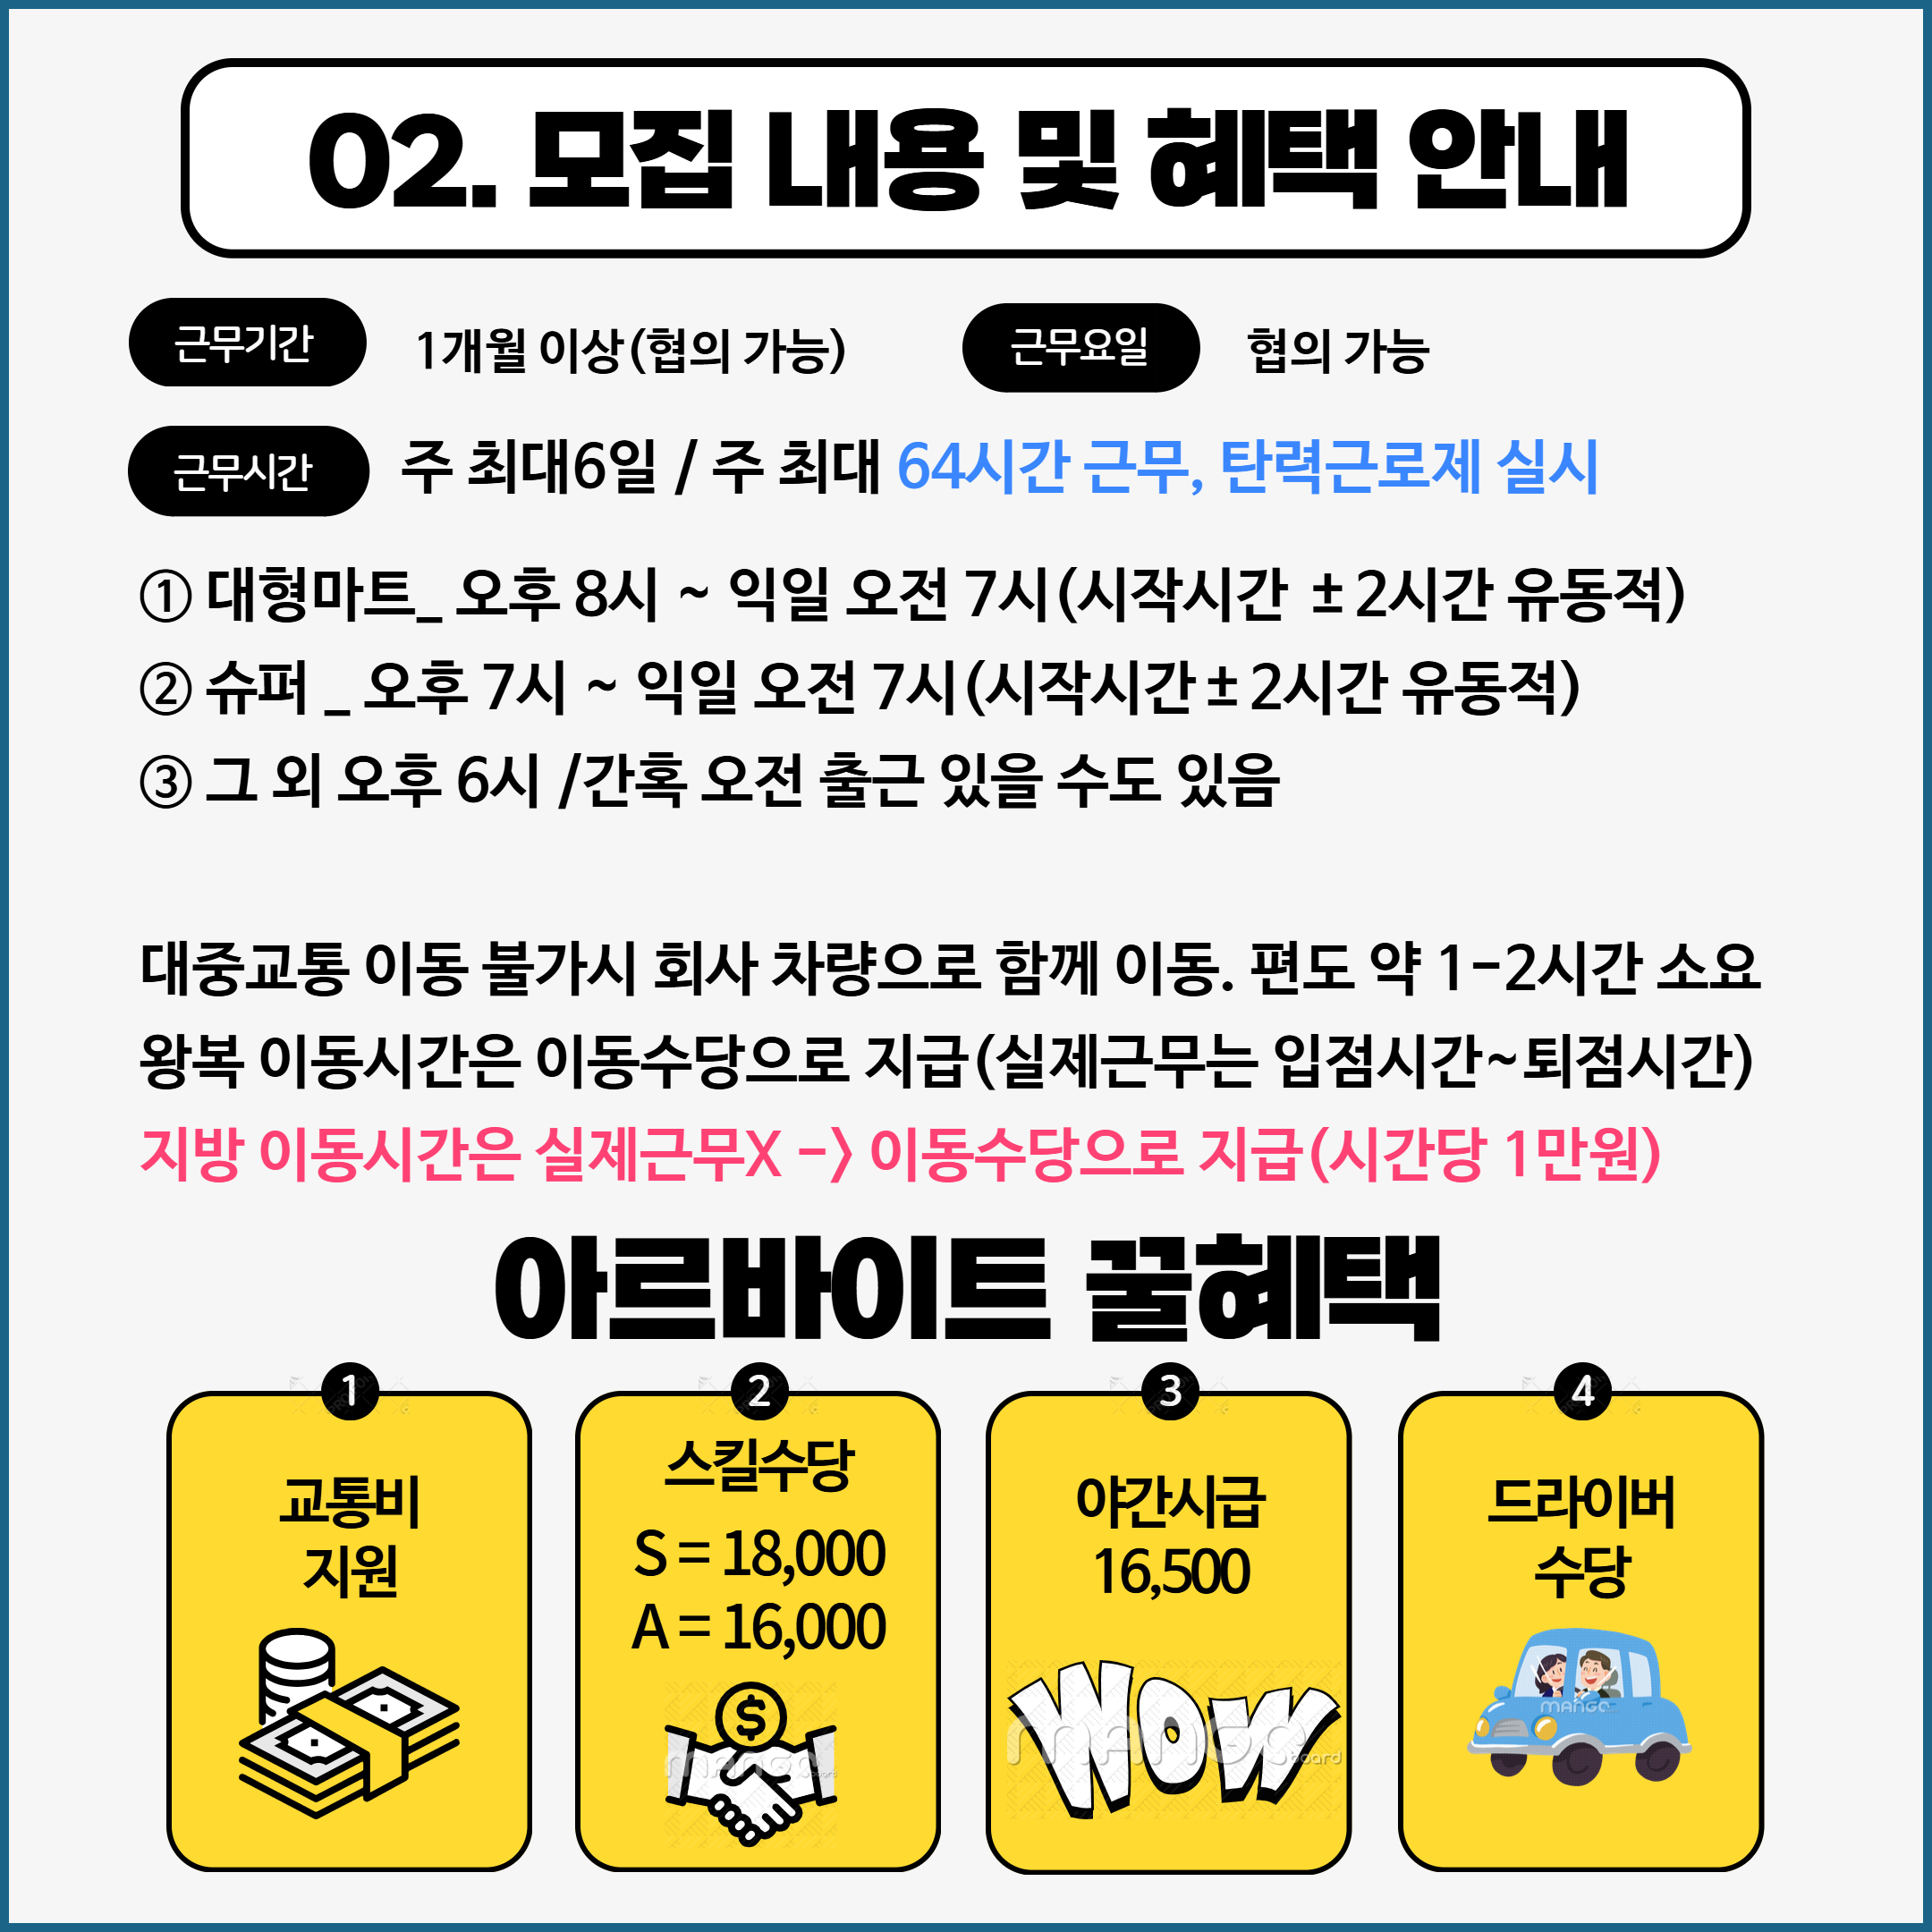 02. 모집 내용 및 혜택 안내
근무기간 1개월 이상(협의 가능) 근무요일 협의 가능
근무시간 주 최대6일 / 주 최대 64시간 근무, 탄력근로제 실시
① 대형마트_ 오후 8시 ~ 익일 오전 7시(시작시간 ±2시간 유동적)
② 슈퍼 _ 오후 7시 ~ 익일 오전 7시(시작시간±2시간 유동적)
③ 그 외 오후 6시 /간혹 오전 출근 있을 수도 있음
대중교통 이동 불가시 회사 차량으로 함께 이동. 편도 약 1-2시간 소요
왕복 이동시간은 이동수당으로 지급(실제근무는 입점시간~퇴점시간)
지방 이동시간은 실제근무X -> 이동수당으로 지급(시간당 1만원)
아르바이트 꿀혜택
1
교통비
지원
2
스킬수당
S = 18,000
A = 16,000
$
MANGO board
3
야간시급
16,500
WOW
MANGO board
4
드라이버
수당
MANGO